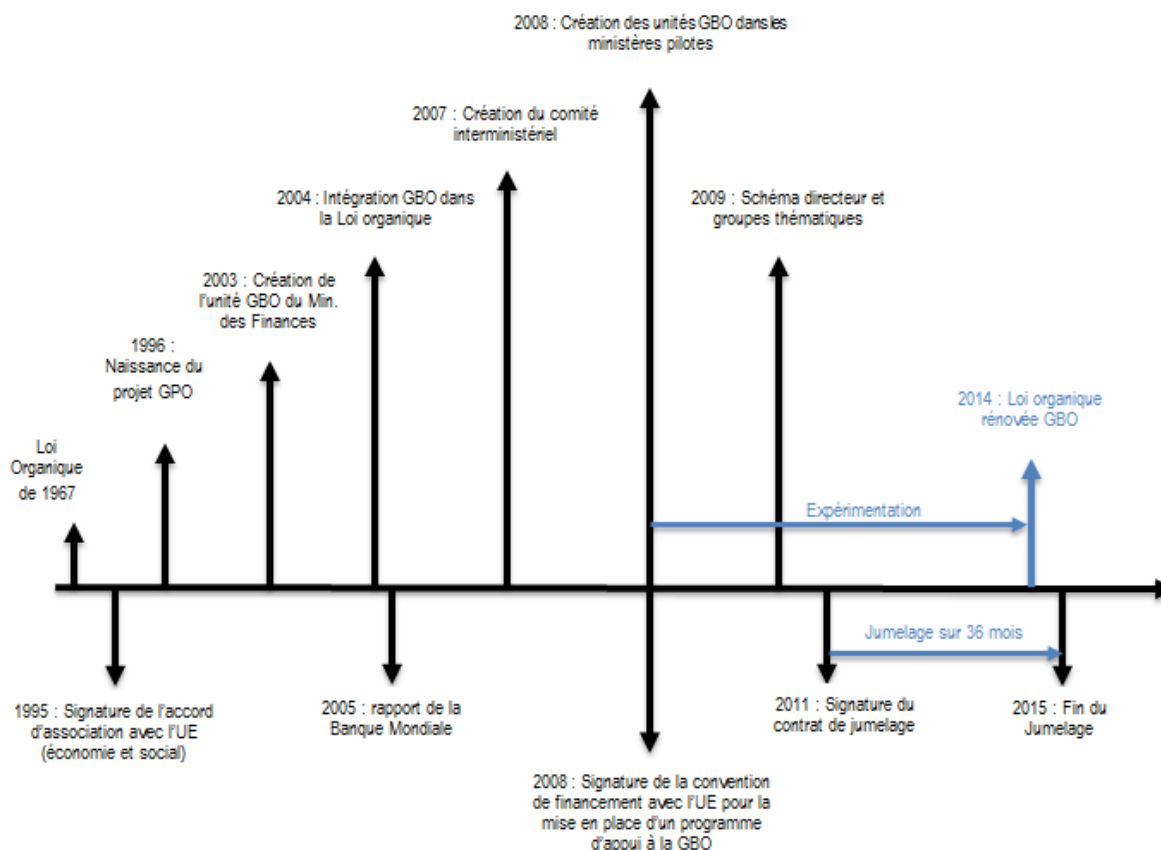 2008 : Création des unités GBO dans les
ministères pilotes
2007 : Création du comité
interministériel
2004 : Intégration GBO dans
la Loi organique
2009 : Schéma directeur et
groupes thématiques
2003 : Création de
l'unité GBO du Min.
des Finances
1996 :
Naissance du
projet GPO
2014 : Loi organique
rénovée GBO
Loi
Organique
de 1967
Expérimentation
Jumelage sur 36 mois
1995 : Signature de l'accord
d'association avec l'UE
(économie et social)
2005 : rapport de la
Banque Mondiale
2011 : Signature du
contrat de jumelage
2015 : Fin du
Jumelage
2008 : Signature de la convention
de financement avec l'UE pour la
mise en place d'un programme
d'appui à la GBO